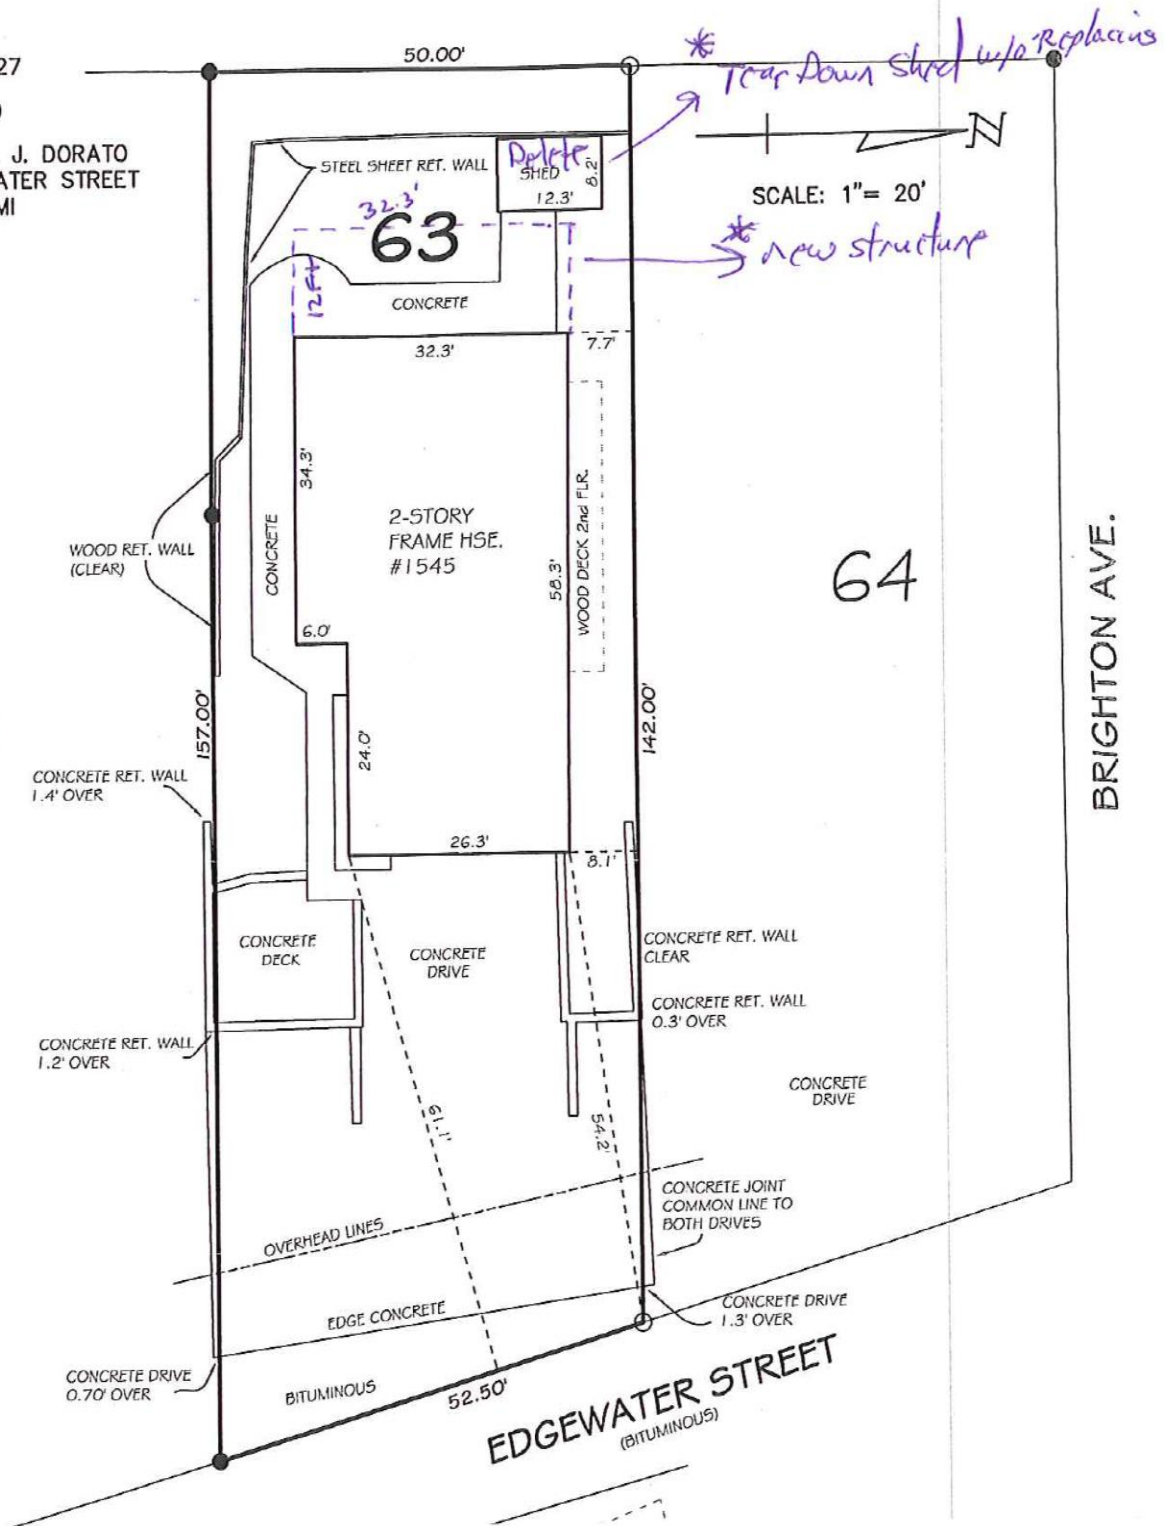 27
50.00'
* Tear Down Shed w/o Replacing
J. DORATO
ATER STREET
MI
N
SCALE: 1"= 20'
STEEL SHEET RET. WALL
Delete
SHED
8.2'
12.3'
32.3'
63
* new structure
12 Ft
CONCRETE
32.3'
7.7'
34.3'
WOOD DECK 2nd FLR.
2-STORY
FRAME HSE.
#1545
CONCRETE
58.3'
WOOD RET. WALL
(CLEAR)
64
BRIGHTON AVE.
6.0'
157.00'
24.0'
142.00'
CONCRETE RET. WALL
1.4' OVER
26.3'
8.1'
CONCRETE
DECK
CONCRETE
DRIVE
CONCRETE RET. WALL
CLEAR
CONCRETE RET. WALL
0.3' OVER
CONCRETE RET. WALL
1.2' OVER
CONCRETE
DRIVE
61.1'
54.2'
CONCRETE JOINT
COMMON LINE TO
BOTH DRIVES
OVERHEAD LINES
EDGE CONCRETE
CONCRETE DRIVE
1.3' OVER
CONCRETE DRIVE
0.70' OVER
BITUMINOUS
52.50'
EDGEWATER STREET
(BITUMINOUS)